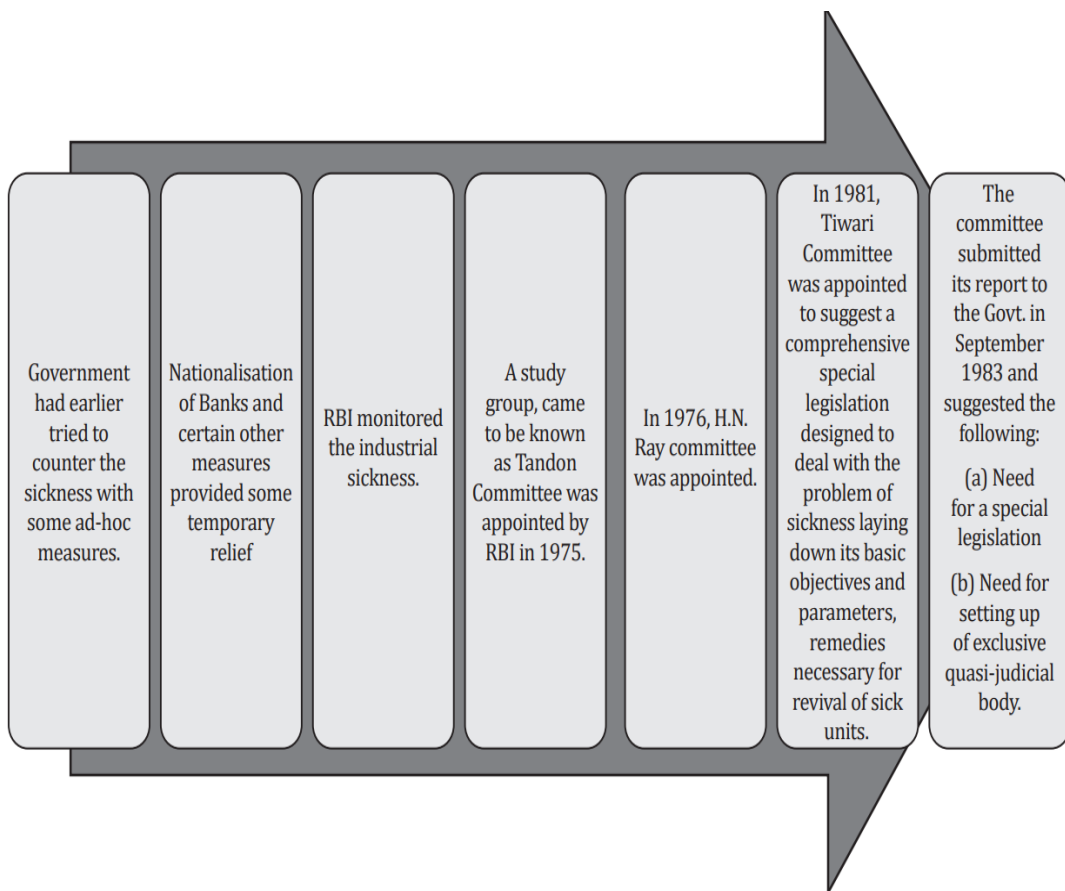 Government
had earlier
tried to
counter the
sickness with
some ad-hoc
measures.
Nationalisation
of Banks and
certain other
measures
provided some
temporary
relief
RBI monitored
the industrial
sickness.
A study
group, came
to be known
as Tandon
Committee was
appointed by
RBI in 1975.
In 1976, H.N.
Ray committee
was appointed.
In 1981,
Tiwari
Committee
was appointed
to suggest a
comprehensive
special
legislation
designed to
deal with the
problem of
sickness laying
down its basic
objectives and
parameters,
remedies
necessary for
revival of sick
units.
The
committee
submitted
its report to
the Govt. in
September
1983 and
suggested the
following:
(a) Need
for a special
legislation
(b) Need for
setting up
of exclusive
quasi-judicial
body.